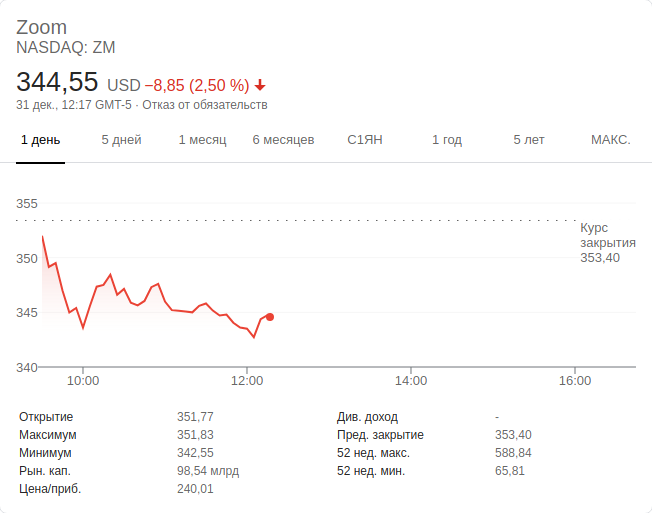 Zoom
NASDAQ: ZM
344,55 USD −8,85 (2,50 %)
31 дек., 12:17 GMT-5 · Отказ от обязательств
1 день 5 дней 1 месяц 6 месяцев С1ЯН 1 год 5 лет МАКС.
355
350
345
340
Курс
закрытия
353,40
10:00 12:00 14:00 16:00
Открытие 351,77 Див. доход -
Максимум 351,83 Пред. закрытие 353,40
Минимум 342,55 52 нед. макс. 588,84
Рын. кап. 98,54 млрд 52 нед. мин. 65,81
Цена/приб. 240,01